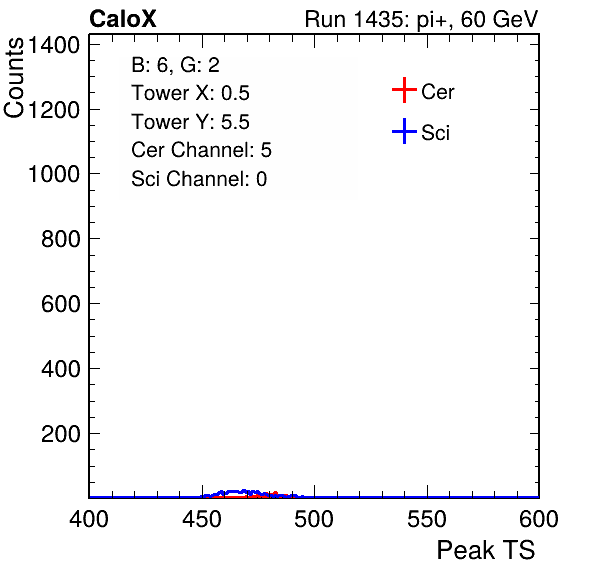 CaloX Run 1435: pi+, 60 GeV
Counts
1400
1200
1000
800
600
400
200
B: 6, G: 2
Tower X: 0.5
Tower Y: 5.5
Cer Channel: 5
Sci Channel: 0
Cer
Sci
400 450 500 550 600
Peak TS